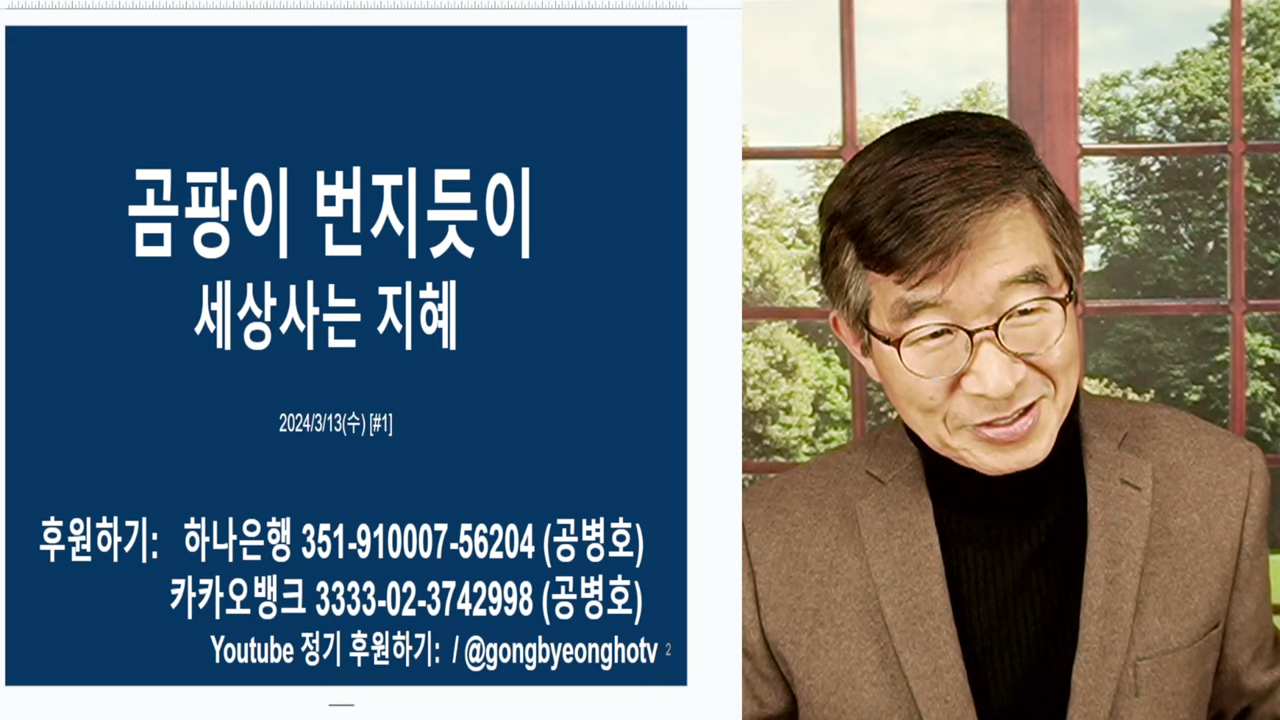 곰팡이 번지듯이
세상사는 지혜
2024/3/13(수) [#1]
후원하기: 하나은행 351-910007-56204 (공병호)
카카오뱅크 3333-02-3742998 (공병호)
Youtube 정기 후원하기: / @gongbyeonghotv
2